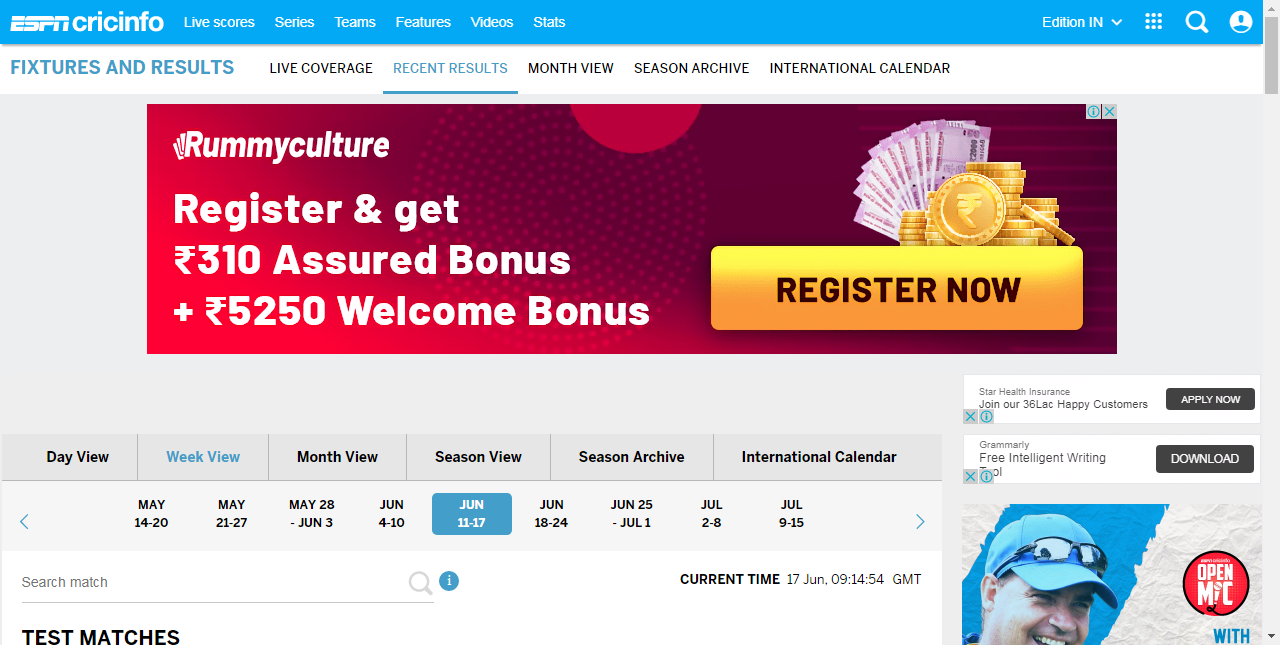 ESPN cricinfo Live scores Series Teams Features Videos Stats Edition IN
FIXTURES AND RESULTS LIVE COVERAGE RECENT RESULTS MONTH VIEW SEASON ARCHIVE INTERNATIONAL CALENDAR
Rummyculture
Register & get
₹310 Assured Bonus
+ ₹5250 Welcome Bonus
REGISTER NOW
Star Health Insurance
Join our 36Lac Happy Customers
APPLY NOW
Grammarly
Free Intelligent Writing
Tool
DOWNLOAD
Day View Week View Month View Season View Season Archive International Calendar
MAY MAY MAY 28 JUN JUN JUN JUN 25 JUL JUL
14-20 21-27 - JUN 3 4-10 11-17 18-24 - JUL 1 2-8 9-15
Search match
CURRENT TIME 17 Jun, 09:14:54 GMT
TEST MATCHES
ESPN cricinfo
OPEN
MIC
WITH